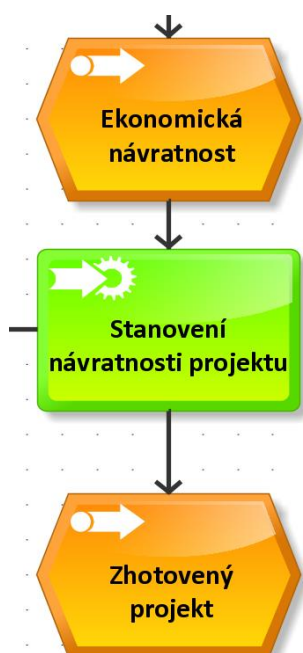 Ekonomická
návratnost
Stanovení
návratnosti projektu
Zhotovený
projekt